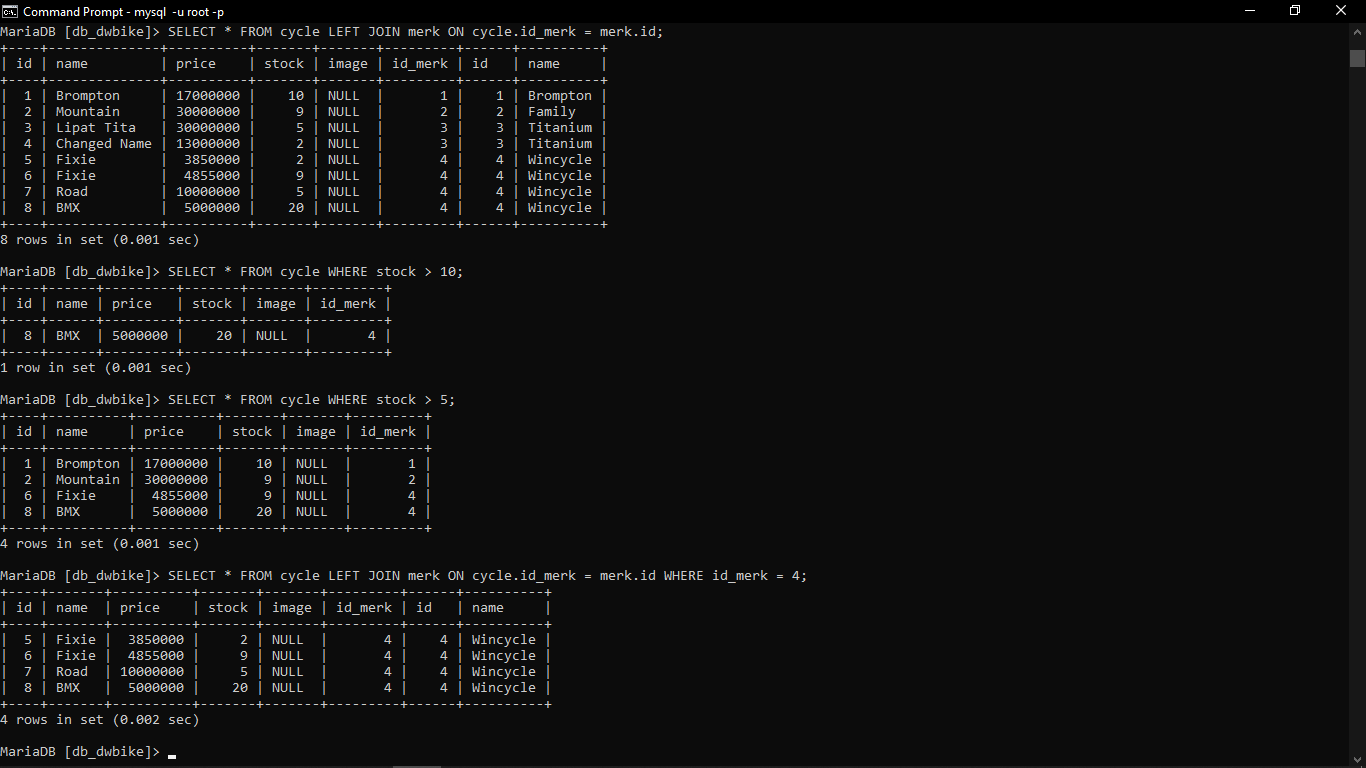 Command Prompt - mysql  -u root -p
MariaDB [db_dwbike]> SELECT * FROM cycle LEFT JOIN merk ON cycle.id_merk = merk.id;
+----+--------------+----------+-------+-------+---------+------+----------+
| id | name         | price    | stock | image | id_merk | id   | name     |
+----+--------------+----------+-------+-------+---------+------+----------+
|  1 | Brompton     | 17000000 |    10 | NULL  |       1 |    1 | Brompton |
|  2 | Mountain     | 30000000 |     9 | NULL  |       2 |    2 | Family   |
|  3 | Lipat Tita   | 30000000 |     5 | NULL  |       3 |    3 | Titanium |
|  4 | Changed Name | 13000000 |     2 | NULL  |       3 |    3 | Titanium |
|  5 | Fixie        |  3850000 |     2 | NULL  |       4 |    4 | Wincycle |
|  6 | Fixie        |  4855000 |     9 | NULL  |       4 |    4 | Wincycle |
|  7 | Road         | 10000000 |     5 | NULL  |       4 |    4 | Wincycle |
|  8 | BMX          |  5000000 |    20 | NULL  |       4 |    4 | Wincycle |
+----+--------------+----------+-------+-------+---------+------+----------+
8 rows in set (0.001 sec)
MariaDB [db_dwbike]> SELECT * FROM cycle WHERE stock > 10;
+----+------+---------+-------+-------+---------+
| id | name | price   | stock | image | id_merk |
+----+------+---------+-------+-------+---------+
|  8 | BMX  | 5000000 |    20 | NULL  |       4 |
+----+------+---------+-------+-------+---------+
1 row in set (0.001 sec)
MariaDB [db_dwbike]> SELECT * FROM cycle WHERE stock > 5;
+----+----------+----------+-------+-------+---------+
| id | name     | price    | stock | image | id_merk |
+----+----------+----------+-------+-------+---------+
|  1 | Brompton | 17000000 |    10 | NULL  |       1 |
|  2 | Mountain | 30000000 |     9 | NULL  |       2 |
|  6 | Fixie    |  4855000 |     9 | NULL  |       4 |
|  8 | BMX      |  5000000 |    20 | NULL  |       4 |
+----+----------+----------+-------+-------+---------+
4 rows in set (0.001 sec)
MariaDB [db_dwbike]> SELECT * FROM cycle LEFT JOIN merk ON cycle.id_merk = merk.id WHERE id_merk = 4;
+----+-------+----------+-------+-------+---------+------+----------+
| id | name  | price    | stock | image | id_merk | id   | name     |
+----+-------+----------+-------+-------+---------+------+----------+
|  5 | Fixie |  3850000 |     2 | NULL  |       4 |    4 | Wincycle |
|  6 | Fixie |  4855000 |     9 | NULL  |       4 |    4 | Wincycle |
|  7 | Road  | 10000000 |     5 | NULL  |       4 |    4 | Wincycle |
|  8 | BMX   |  5000000 |    20 | NULL  |       4 |    4 | Wincycle |
+----+-------+----------+-------+-------+---------+------+----------+
4 rows in set (0.002 sec)
MariaDB [db_dwbike]> _